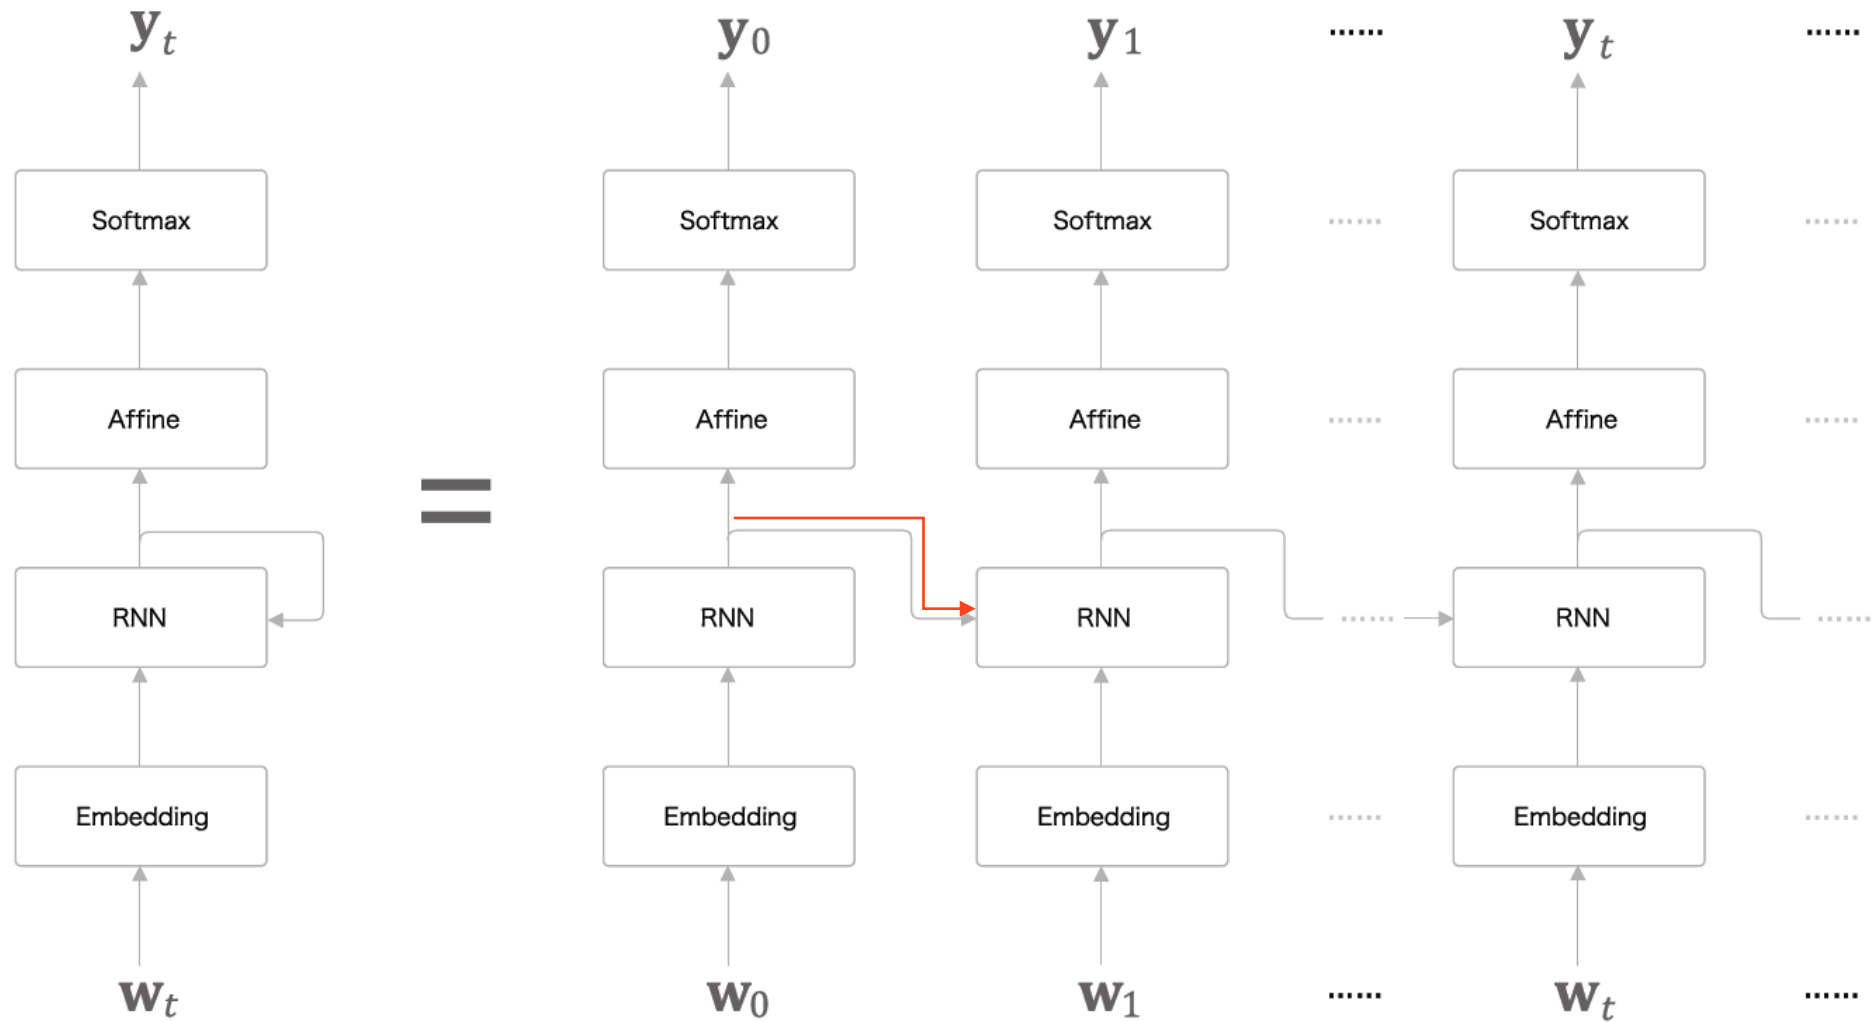 y_t y_0 y_1 ...... y_t ......
Softmax Softmax Softmax ...... Softmax ......
Affine Affine Affine ...... Affine ......
=
RNN RNN RNN ...... RNN ......
Embedding Embedding Embedding ...... Embedding ......
w_t w_0 w_1 ...... w_t ......